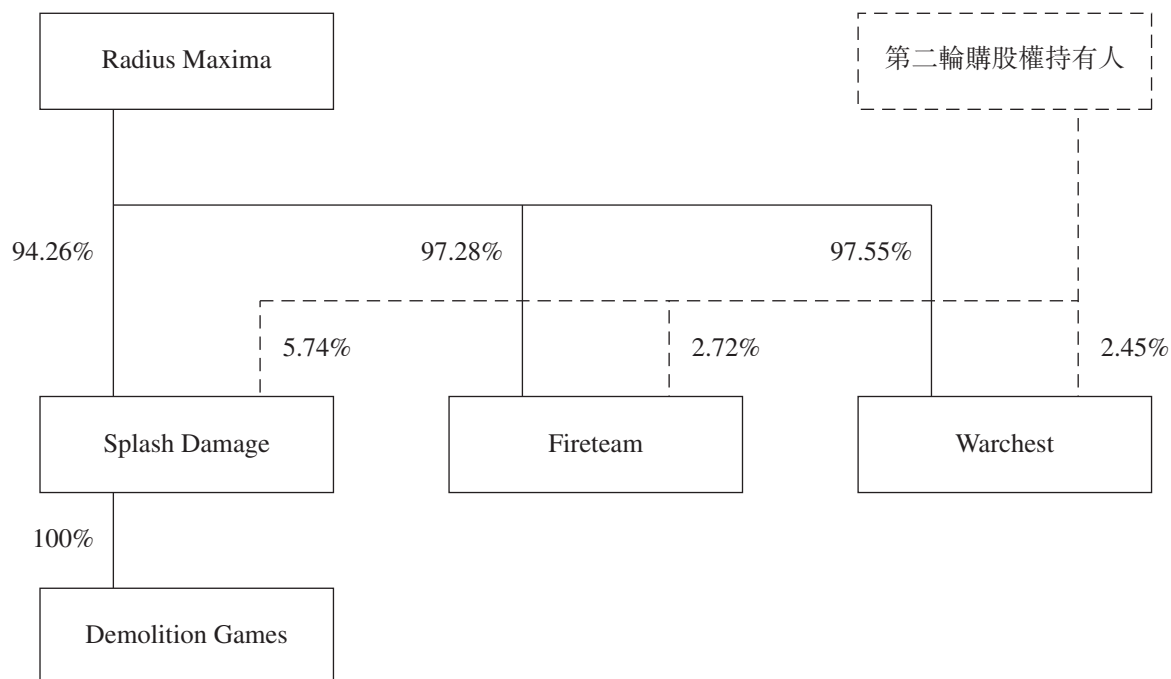 Radius Maxima
第二輪購股權持有人
94.26%
97.28%
97.55%
5.74%
2.72%
2.45%
Splash Damage
Fireteam
Warchest
100%
Demolition Games